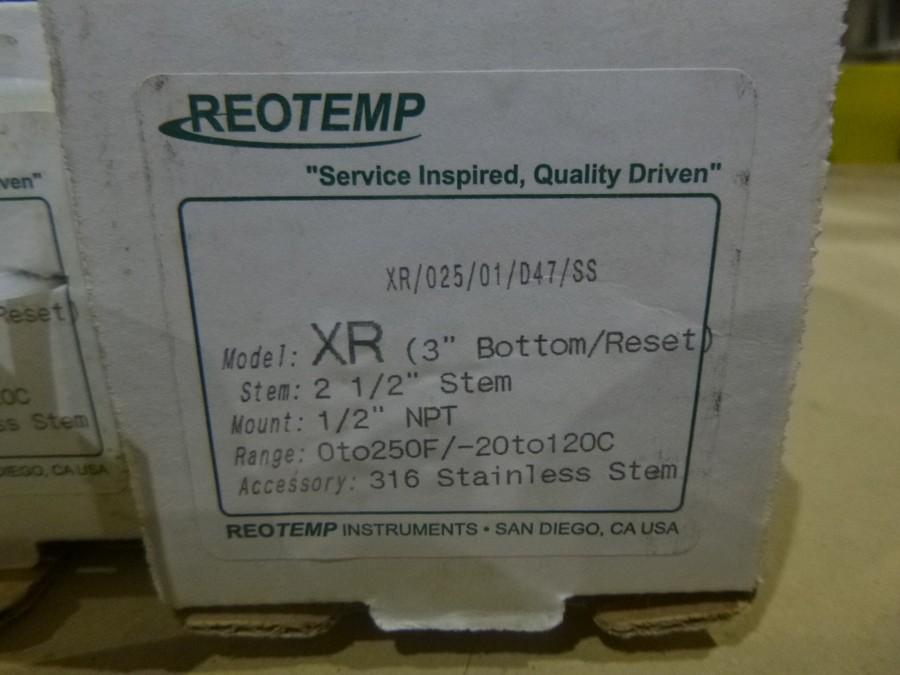 REOTEMP
"Service Inspired, Quality Driven"
XR/025/01/D47/SS
Model: XR (3" Bottom/Reset)
Stem: 2 1/2" Stem
Mount: 1/2" NPT
Range: 0to250F/-20to120C
Accessory: 316 Stainless Stem
REOTEMP INSTRUMENTS • SAN DIEGO, CA USA
ven"
Reset)
0C
ss Stem
DIEGO, CA USA